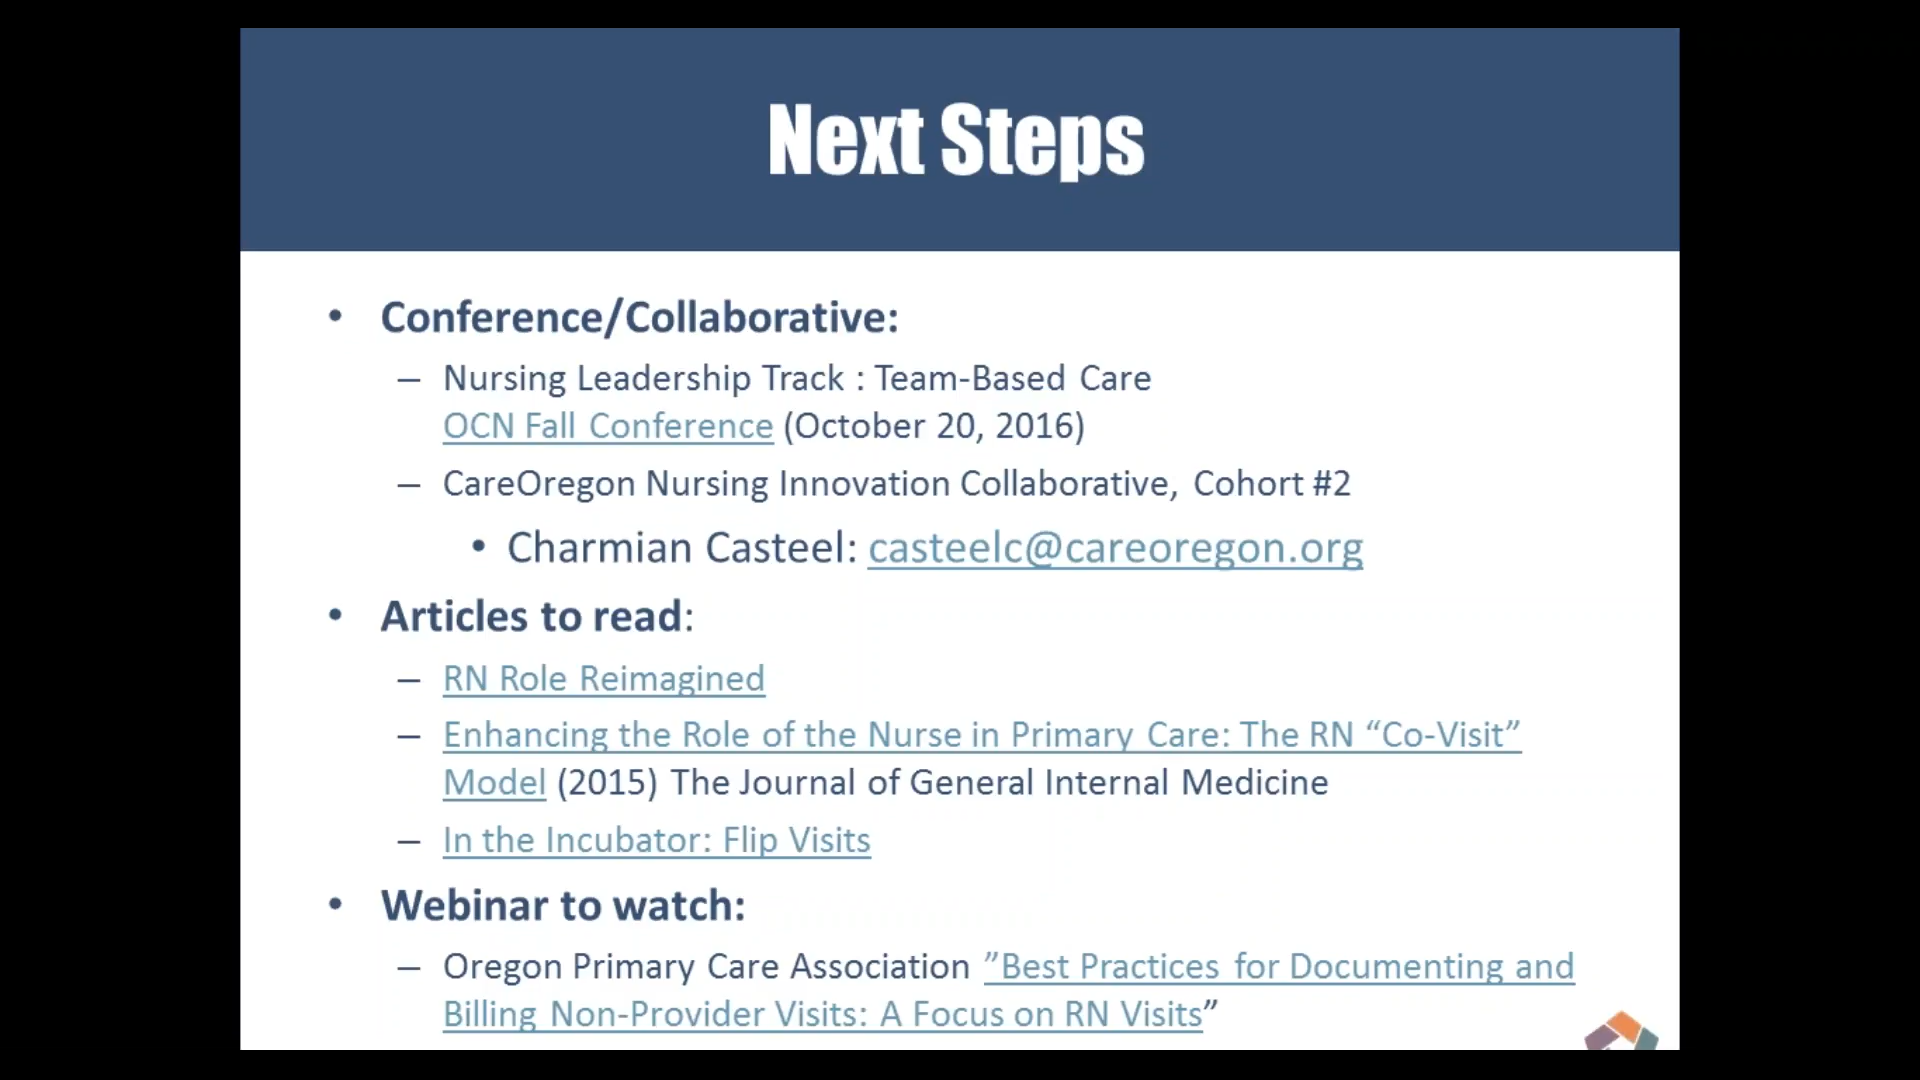 Next Steps
• Conference/Collaborative:
– Nursing Leadership Track : Team-Based Care
OCN Fall Conference (October 20, 2016)
– CareOregon Nursing Innovation Collaborative, Cohort #2
• Charmian Casteel: casteelc@careoregon.org
• Articles to read:
– RN Role Reimagined
– Enhancing the Role of the Nurse in Primary Care: The RN “Co-Visit”
Model (2015) The Journal of General Internal Medicine
– In the Incubator: Flip Visits
• Webinar to watch:
– Oregon Primary Care Association ”Best Practices for Documenting and
Billing Non-Provider Visits: A Focus on RN Visits”